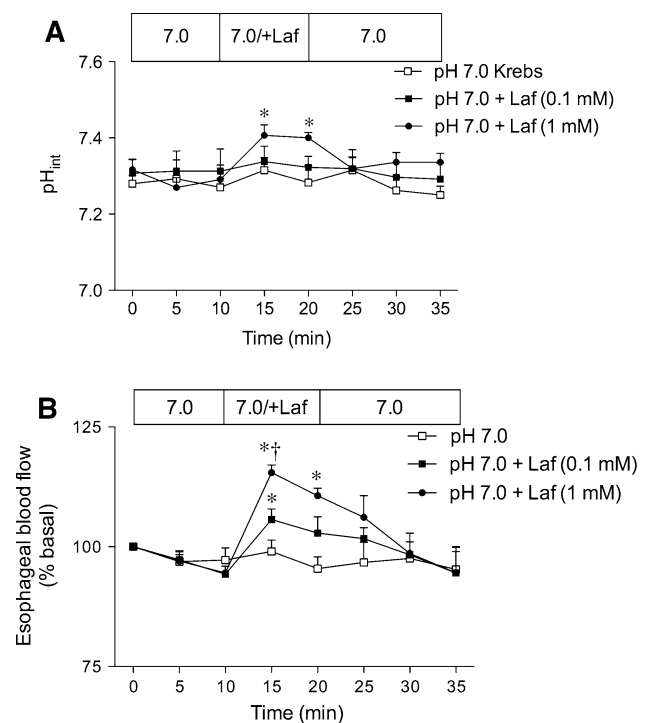 A
7.0 7.0/+Laf 7.0
7.6
7.4
7.2
7.0
pHint
* *
pH 7.0 Krebs
pH 7.0 + Laf (0.1 mM)
pH 7.0 + Laf (1 mM)
0 5 10 15 20 25 30 35
Time (min)
B
7.0 7.0/+Laf 7.0
125
100
75
Esophageal blood flow
(% basal)
*† *
*
pH 7.0
pH 7.0 + Laf (0.1 mM)
pH 7.0 + Laf (1 mM)
0 5 10 15 20 25 30 35
Time (min)